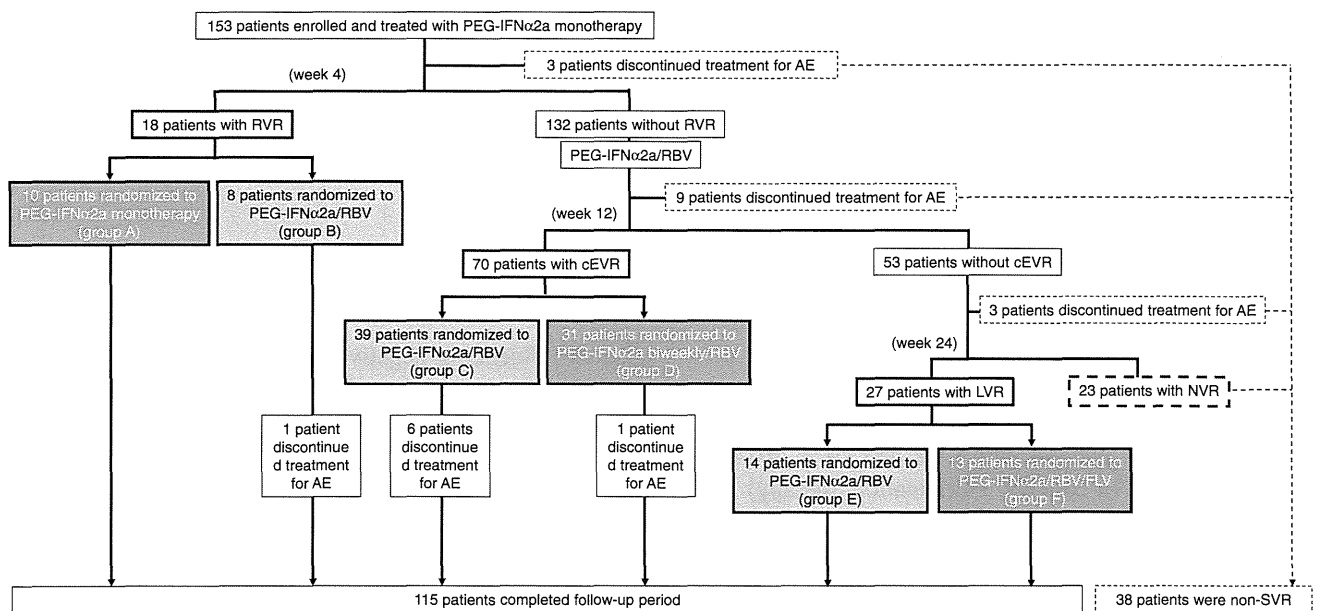 153 patients enrolled and treated with PEG-IFNα2a monotherapy
3 patients discontinued treatment for AE
(week 4)
18 patients with RVR
132 patients without RVR
PEG-IFNα2a/RBV
10 patients randomized to
PEG-IFNα2a monotherapy
(group A)
8 patients randomized to
PEG-IFNα2a/RBV
(group B)
9 patients discontinued treatment for AE
(week 12)
70 patients with cEVR
53 patients without cEVR
3 patients discontinued treatment for AE
39 patients randomized to
PEG-IFNα2a/RBV
(group C)
31 patients randomized to
PEG-IFNα2a biweekly/RBV
(group D)
(week 24)
27 patients with LVR
23 patients with NVR
1 patient
discontinue
d treatment
for AE
6 patients
discontinue
d treatment
for AE
1 patient
discontinue
d treatment
for AE
14 patients randomized to
PEG-IFNα2a/RBV
(group E)
13 patients randomized to
PEG-IFNα2a/RBV/FLV
(group F)
115 patients completed follow-up period
38 patients were non-SVR